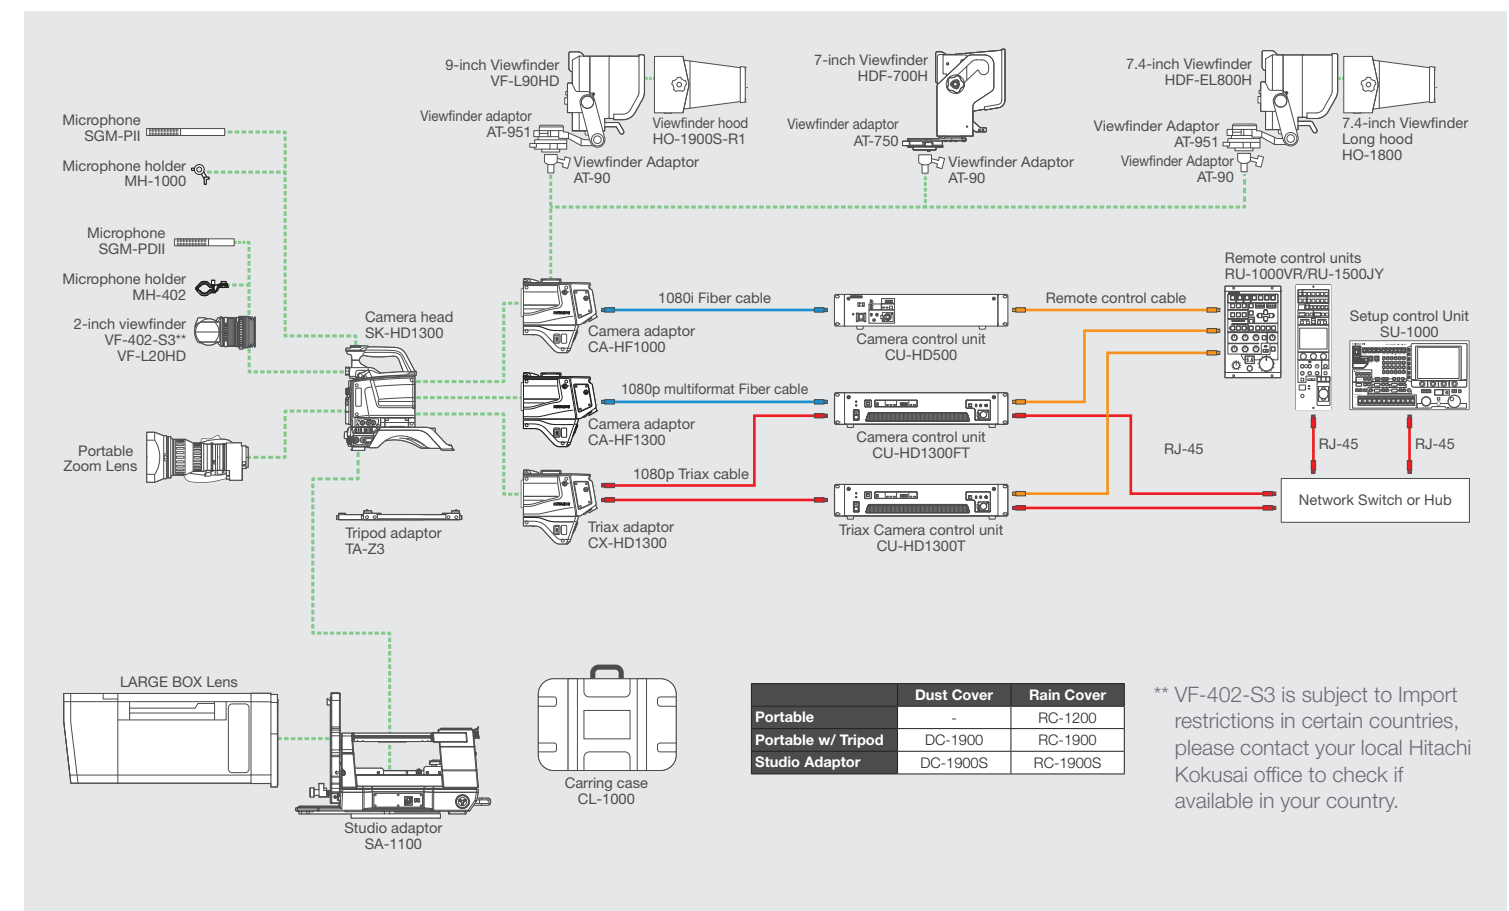 9-inch Viewfinder
VF-L90HD
7-inch Viewfinder
HDF-700H
7.4-inch Viewfinder
HDF-EL800H
Microphone
SGM-PII
Viewfinder adaptor
AT-951
Viewfinder hood
HO-1900S-R1
Viewfinder adaptor
AT-750
Viewfinder Adaptor
AT-951
7.4-inch Viewfinder
Long hood
HO-1800
Microphone holder
MH-1000
Viewfinder Adaptor
AT-90
Viewfinder Adaptor
AT-90
Viewfinder Adaptor
AT-90
Microphone
SGM-PDII
Microphone holder
MH-402
2-inch viewfinder
VF-402-S3**
VF-L20HD
Camera head
SK-HD1300
Camera adaptor
CA-HF1000
1080i Fiber cable
Camera control unit
CU-HD500
Remote control cable
Remote control units
RU-1000VR/RU-1500JY
Setup control Unit
SU-1000
1080p multiformat Fiber cable
Camera adaptor
CA-HF1300
Camera control unit
CU-HD1300FT
RJ-45
RJ-45
RJ-45
Portable
Zoom Lens
1080p Triax cable
Network Switch or Hub
Tripod adaptor
TA-Z3
Triax adaptor
CX-HD1300
Triax Camera control unit
CU-HD1300T
LARGE BOX Lens
Studio adaptor
SA-1100
Carring case
CL-1000
Dust Cover Rain Cover
Portable - RC-1200
Portable w/ Tripod DC-1900 RC-1900
Studio Adaptor DC-1900S RC-1900S
** VF-402-S3 is subject to Import
restrictions in certain countries,
please contact your local Hitachi
Kokusai office to check if
available in your country.